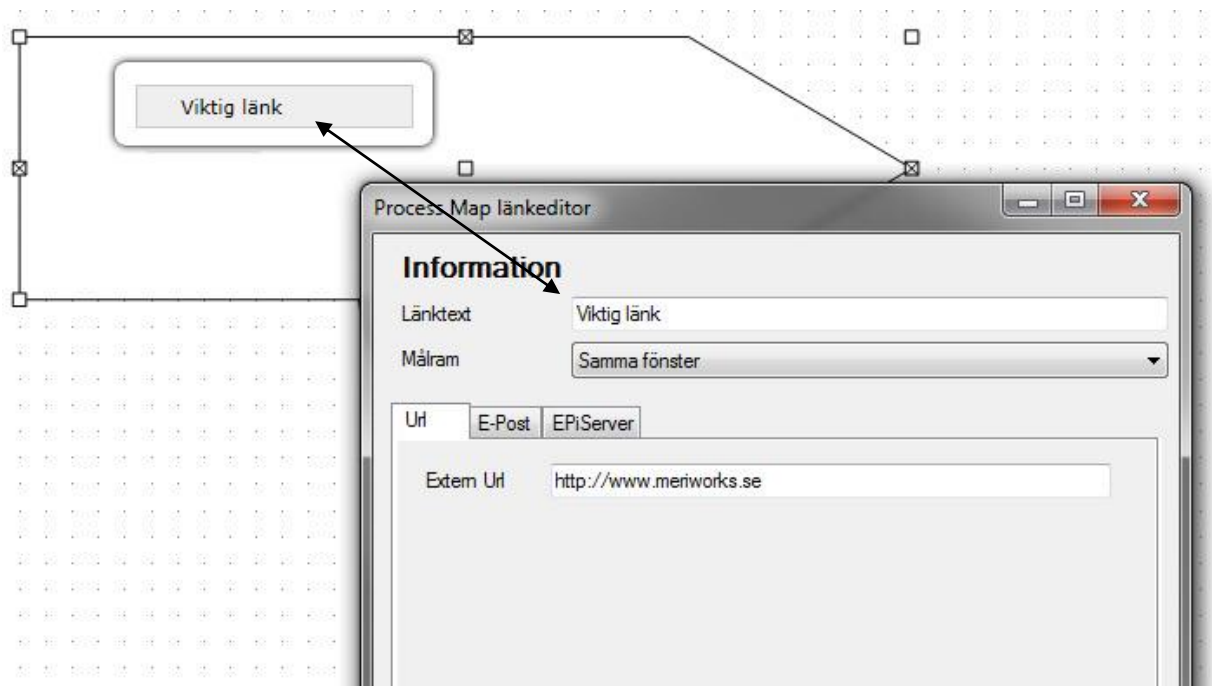 Viktig länk
Process Map länkeditor
Information
Länktext Viktig länk
Målram Samma fönster
Url E-Post EPiServer
Extern Url http://www.meriworks.se